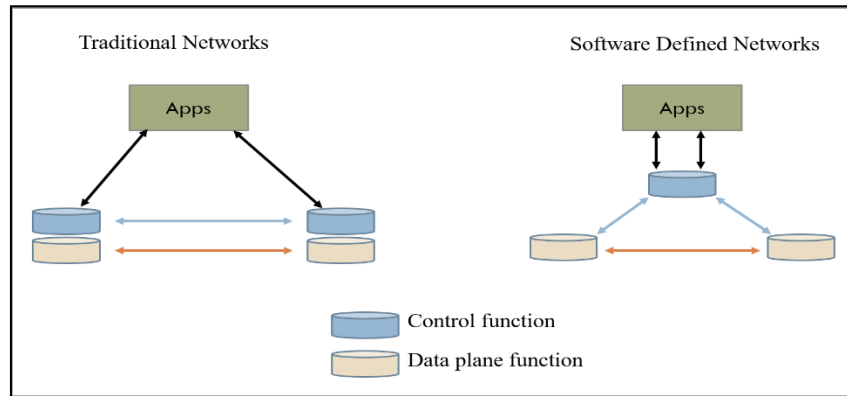 Traditional Networks
Software Defined Networks
Apps
Apps
Control function
Data plane function